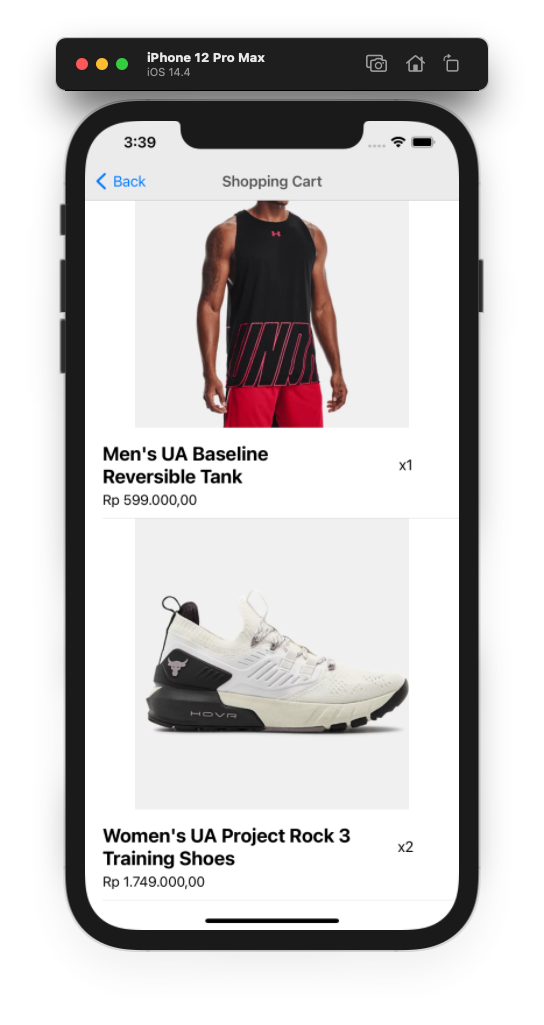 iPhone 12 Pro Max
iOS 14.4
3:39
Back
Shopping Cart
Men's UA Baseline
Reversible Tank
x1
Rp 599.000,00
HOVR
Women's UA Project Rock 3
Training Shoes
x2
Rp 1.749.000,00